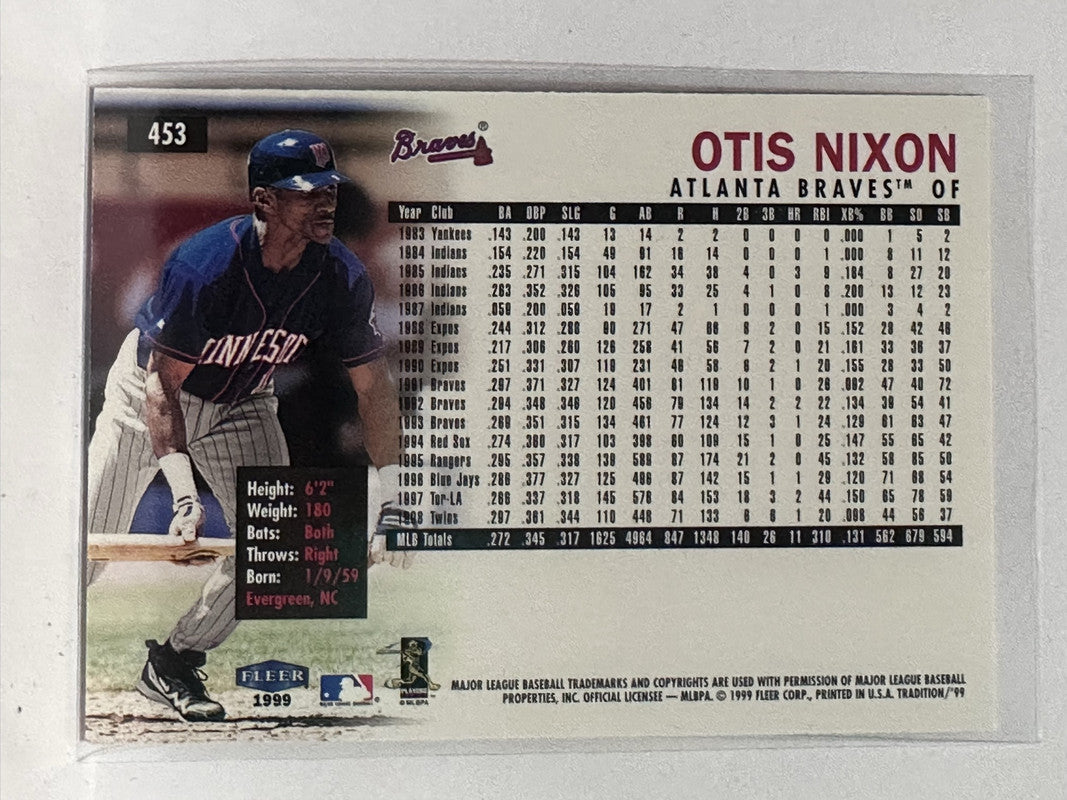 453
Braves®
OTIS NIXON
ATLANTA BRAVES™ OF
Year Club BA OBP SLG G AB R H 2B 3B HR RBI XB% BB SO SB
1983 Yankees .143 .200 .143 13 14 2 2 0 0 0 0 .000 1 5 2
1984 Indians .154 .220 .154 49 91 16 14 0 0 0 1 .000 8 11 12
1985 Indians .235 .271 .315 104 162 34 38 4 0 3 9 .184 8 27 20
1986 Indians .263 .352 .326 105 95 33 25 4 1 0 8 .200 13 12 23
1987 Indians .059 .200 .059 19 17 2 1 0 0 0 1 .000 3 4 2
1988 Expos .244 .312 .288 90 271 47 66 8 2 0 15 .152 28 42 46
1989 Expos .217 .306 .260 126 258 41 56 7 2 0 21 .161 33 36 37
1990 Expos .251 .331 .307 119 231 46 58 6 2 1 20 .155 28 33 50
1991 Braves .297 .371 .327 124 401 81 119 10 1 0 26 .092 47 40 72
1992 Braves .294 .348 .346 120 456 79 134 14 2 2 22 .134 39 54 41
1993 Braves .269 .351 .315 134 461 77 124 12 3 1 24 .129 61 63 47
1994 Red Sox .274 .360 .317 103 398 60 109 15 1 0 25 .147 55 65 42
1995 Rangers .295 .357 .338 139 589 87 174 21 2 0 45 .132 58 85 50
1996 Blue Jays .286 .377 .327 125 496 87 142 15 1 1 29 .120 71 68 54
1997 Tor-LA .266 .337 .318 145 576 84 153 18 3 2 44 .150 65 78 59
1998 Twins .297 .361 .344 110 448 71 133 6 6 1 20 .098 44 56 37
MLB Totals .272 .345 .317 1625 4984 847 1348 140 26 11 310 .131 562 679 594
MINNESOT
Height: 6'2"
Weight: 180
Bats: Both
Throws: Right
Born: 1/9/59
Evergreen, NC
FLEER
1999
© MLBPA
MAJOR LEAGUE BASEBALL TRADEMARKS AND COPYRIGHTS ARE USED WITH PERMISSION OF MAJOR LEAGUE BASEBALL
PROPERTIES, INC. OFFICIAL LICENSEE — MLBPA. © 1999 FLEER CORP., PRINTED IN U.S.A. TRADITION/'99